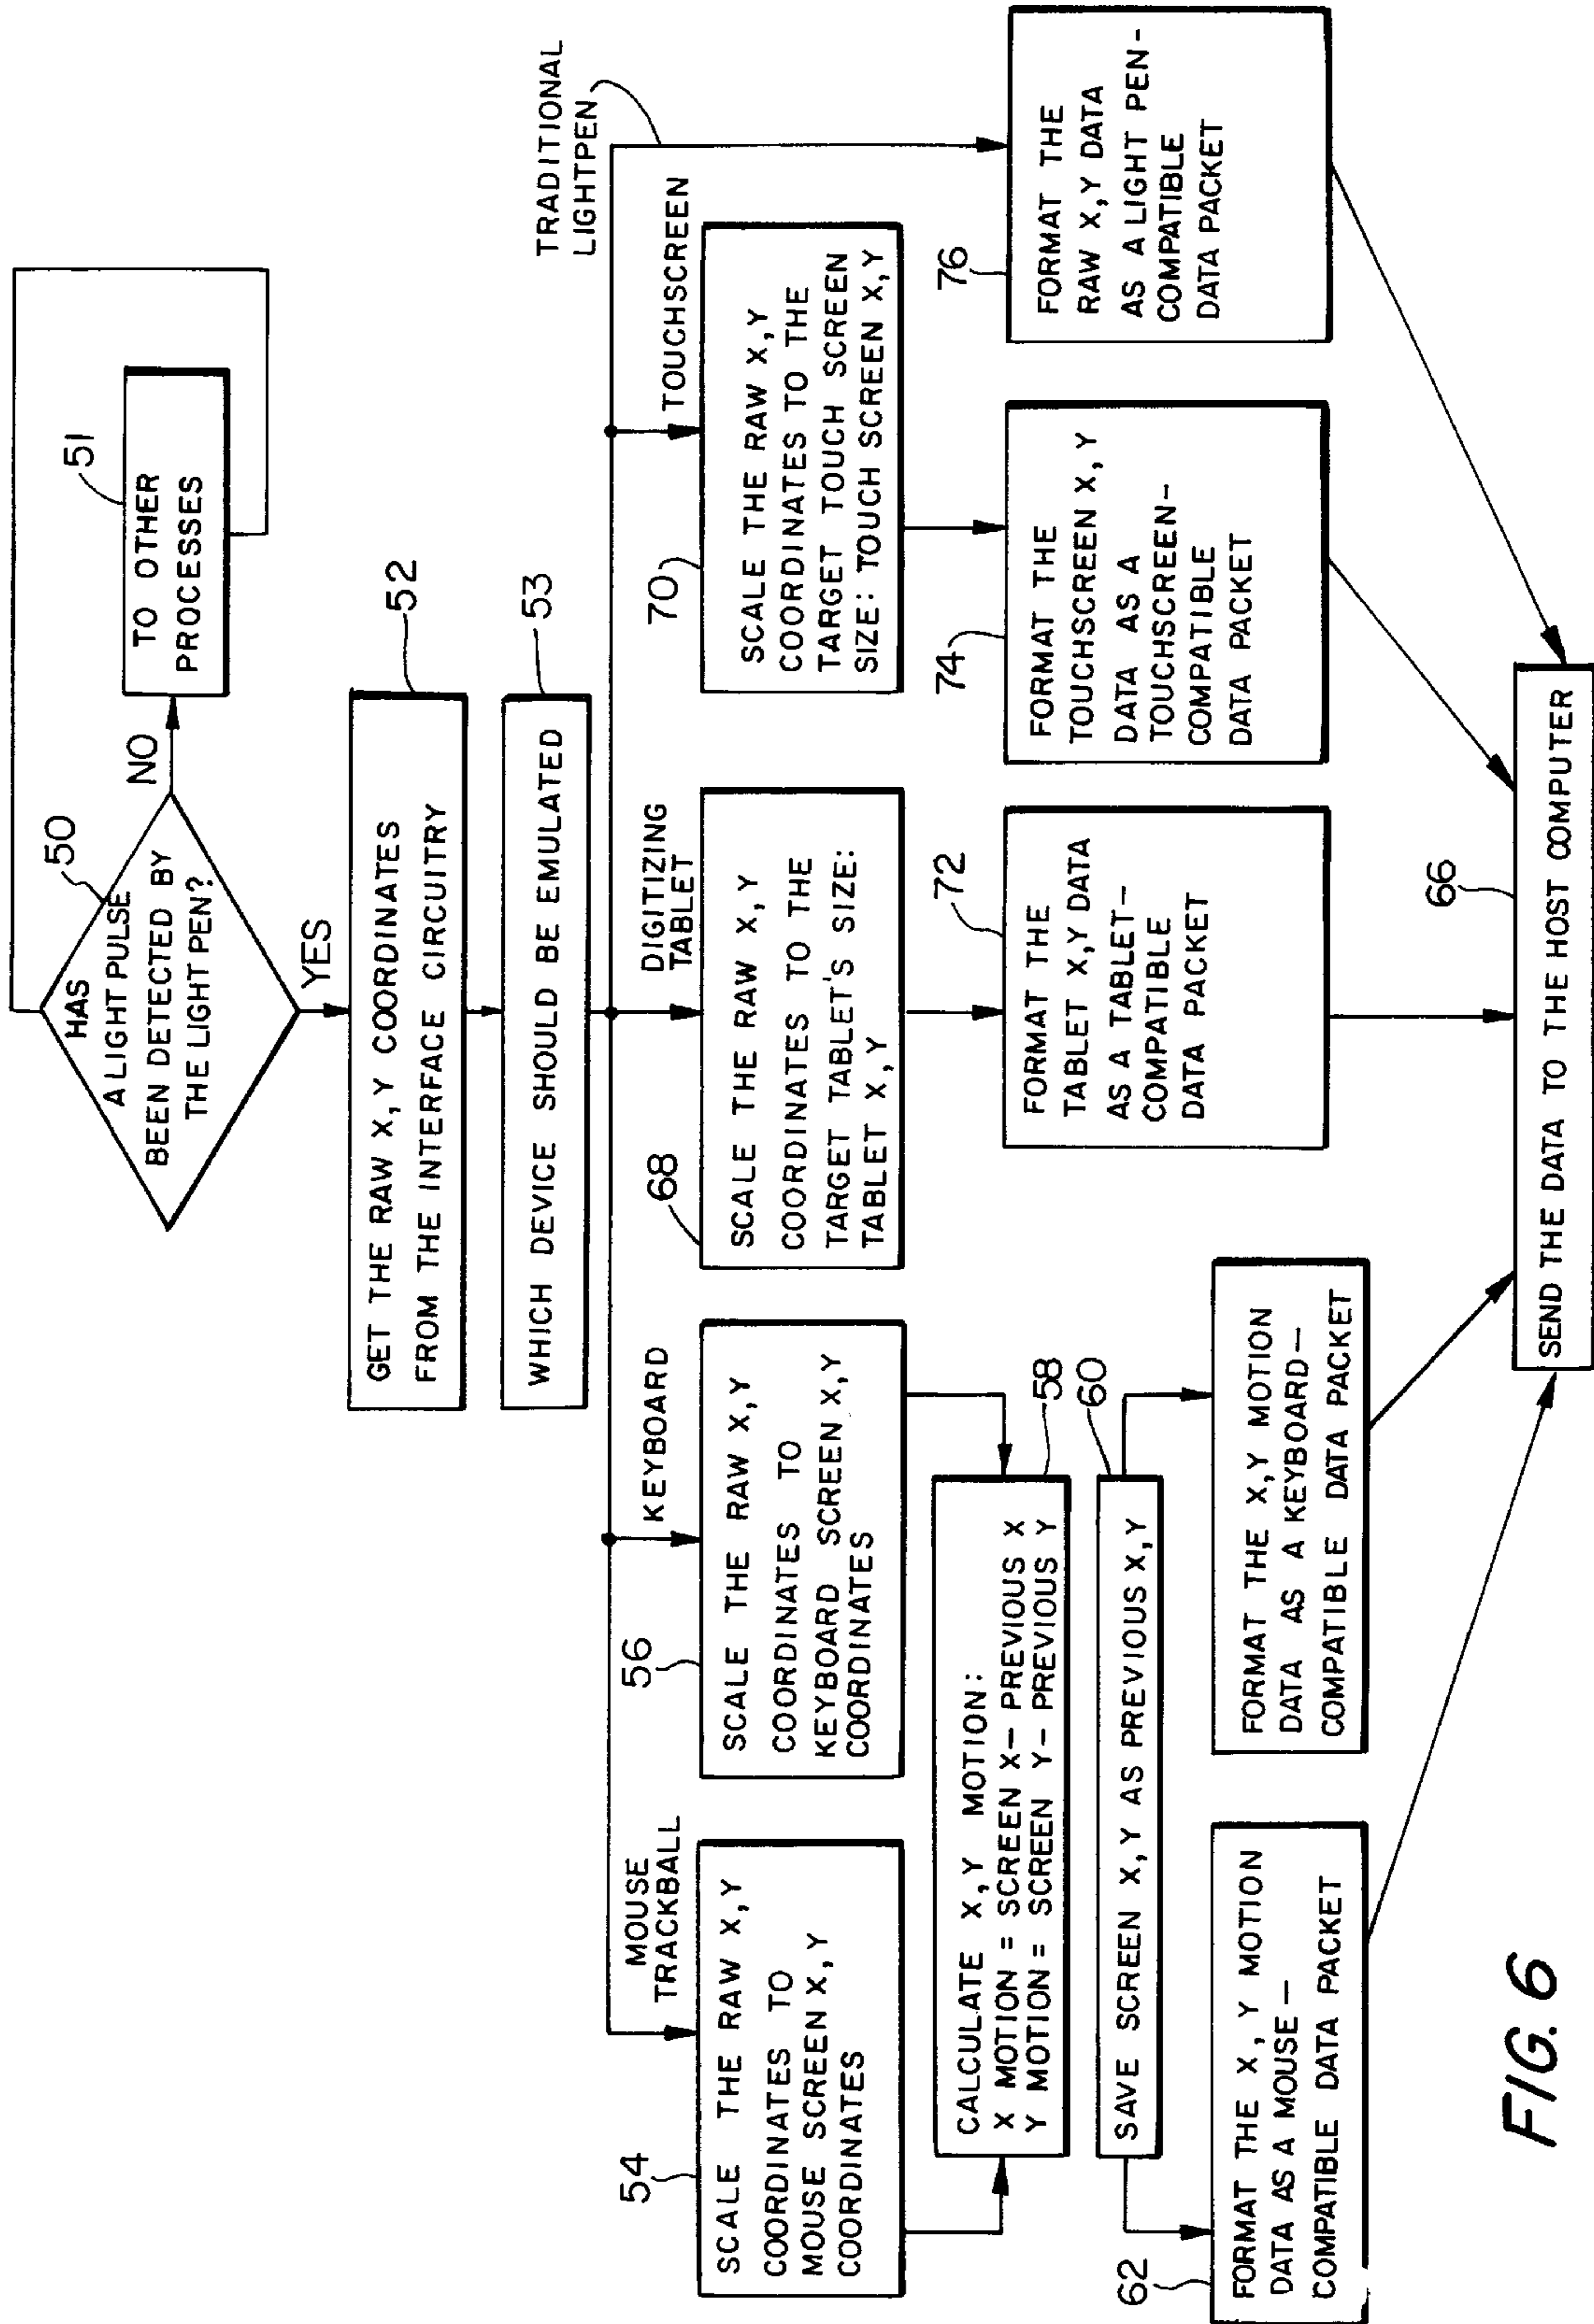 50
HAS
A LIGHT PULSE
BEEN DETECTED BY
THE LIGHT PEN?
NO
51
TO OTHER
PROCESSES
YES
52
GET THE RAW X,Y COORDINATES
FROM THE INTERFACE CIRCUITRY
53
WHICH DEVICE SHOULD BE EMULATED
MOUSE
TRACKBALL
KEYBOARD
DIGITIZING
TABLET
TOUCHSCREEN
TRADITIONAL
LIGHTPEN
54
SCALE THE RAW X,Y
COORDINATES TO
MOUSE SCREEN X,Y
COORDINATES
56
SCALE THE RAW X,Y
COORDINATES TO
KEYBOARD SCREEN X,Y
COORDINATES
68
SCALE THE RAW X,Y
COORDINATES TO THE
TARGET TABLET'S SIZE:
TABLET X,Y
70
SCALE THE RAW X,Y
COORDINATES TO THE
TARGET TOUCH SCREEN
SIZE: TOUCH SCREEN X,Y
CALCULATE X,Y MOTION:
X MOTION = SCREEN X- PREVIOUS X
Y MOTION = SCREEN Y- PREVIOUS Y
58
60
SAVE SCREEN X,Y AS PREVIOUS X,Y
72
FORMAT THE
TABLET X,Y DATA
AS A TABLET-
COMPATIBLE
DATA PACKET
74
FORMAT THE
TOUCHSCREEN X,Y
DATA AS A
TOUCHSCREEN-
COMPATIBLE
DATA PACKET
76
FORMAT THE
RAW X,Y DATA
AS A LIGHT PEN-
COMPATIBLE
DATA PACKET
62
FORMAT THE X,Y MOTION
DATA AS A MOUSE-
COMPATIBLE DATA PACKET
FORMAT THE X,Y MOTION
DATA AS A KEYBOARD-
COMPATIBLE DATA PACKET
66
SEND THE DATA TO THE HOST COMPUTER
FIG. 6